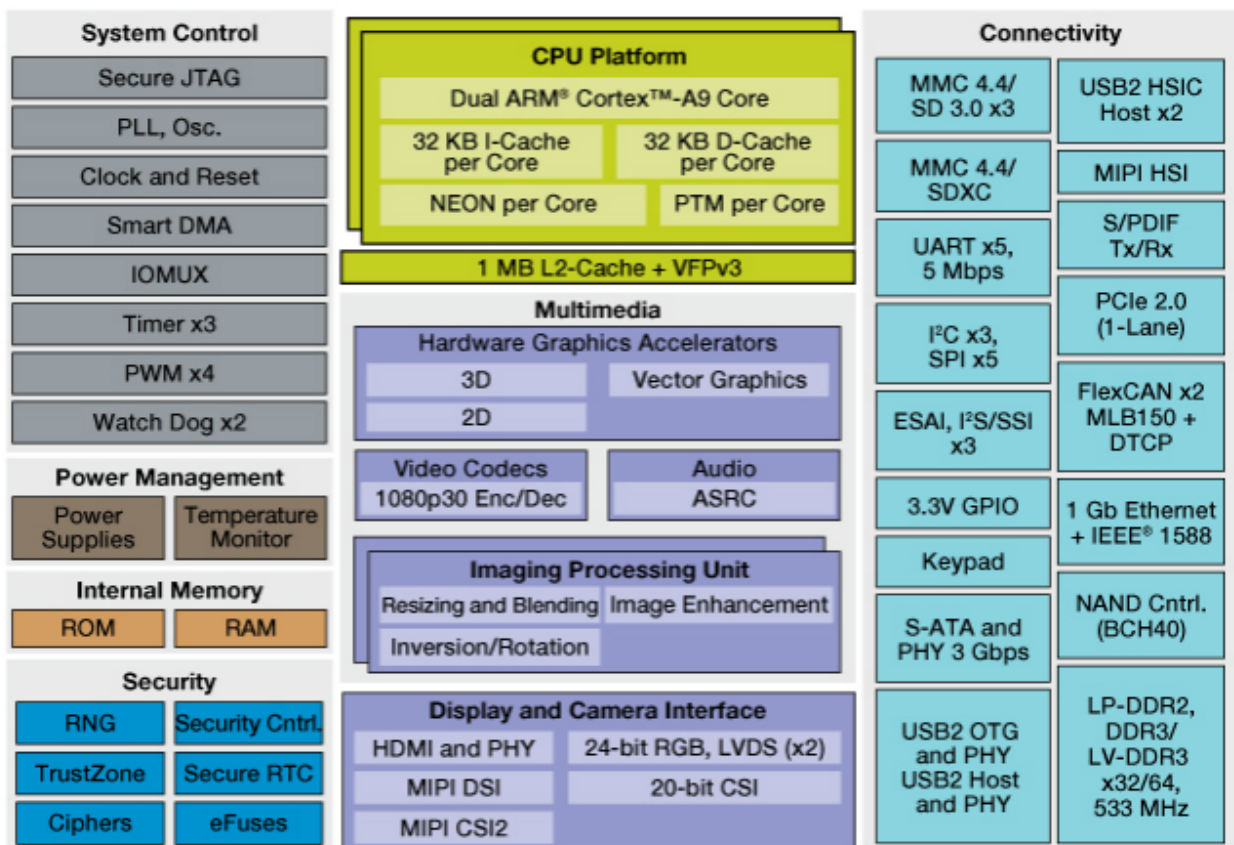 System Control
Secure JTAG
PLL, Osc.
Clock and Reset
Smart DMA
IOMUX
Timer x3
PWM x4
Watch Dog x2
Power Management
Power
Supplies
Temperature
Monitor
Internal Memory
ROM
RAM
Security
RNG
Security Cntrl.
TrustZone
Secure RTC
Ciphers
eFuses
CPU Platform
Dual ARM® Cortex™-A9 Core
32 KB I-Cache
per Core
32 KB D-Cache
per Core
NEON per Core
PTM per Core
1 MB L2-Cache + VFPv3
Multimedia
Hardware Graphics Accelerators
3D
Vector Graphics
2D
Video Codecs
1080p30 Enc/Dec
Audio
ASRC
Imaging Processing Unit
Resizing and Blending
Image Enhancement
Inversion/Rotation
Display and Camera Interface
HDMI and PHY
24-bit RGB, LVDS (x2)
MIPI DSI
20-bit CSI
MIPI CSI2
Connectivity
MMC 4.4/
SD 3.0 x3
MMC 4.4/
SDXC
UART x5,
5 Mbps
I²C x3,
SPI x5
ESAI, I²S/SSI
x3
3.3V GPIO
Keypad
S-ATA and
PHY 3 Gbps
USB2 OTG
and PHY
USB2 Host
and PHY
USB2 HSIC
Host x2
MIPI HSI
S/PDIF
Tx/Rx
PCIe 2.0
(1-Lane)
FlexCAN x2
MLB150 +
DTCP
1 Gb Ethernet
+ IEEE® 1588
NAND Cntrl.
(BCH40)
LP-DDR2,
DDR3/
LV-DDR3
x32/64,
533 MHz